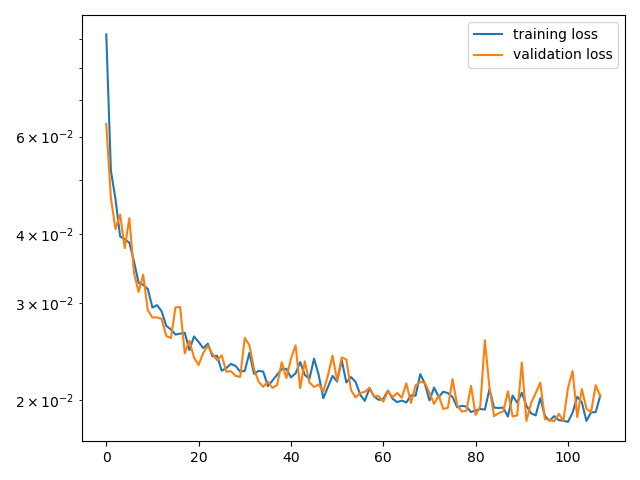 training loss
validation loss
6 × 10⁻²
4 × 10⁻²
3 × 10⁻²
2 × 10⁻²
0 20 40 60 80 100